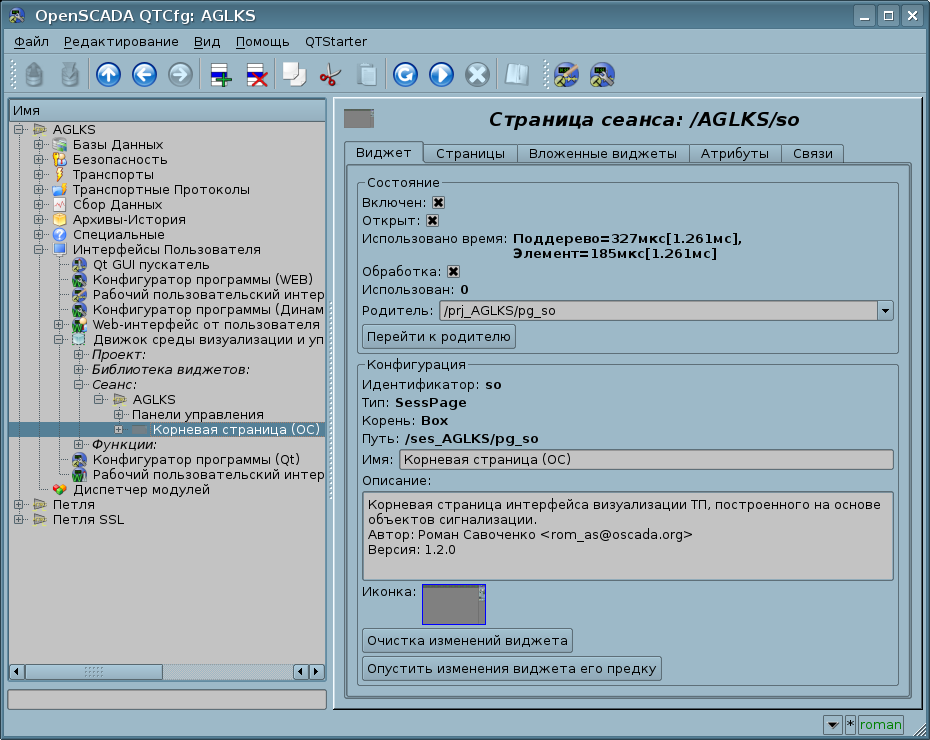 OpenSCADA QTCfg: AGLKS
Файл Редактирование Вид Помощь QTStarter
Имя
AGLKS
Базы Данных
Безопасность
Транспорты
Транспортные Протоколы
Сбор Данных
Архивы-История
Специальные
Интерфейсы Пользователя
Qt GUI пускатель
Конфигуратор программы (WEB)
Рабочий пользовательский интер
Конфигуратор программы (Динам
Web-интерфейс от пользователя
Движок среды визуализации и уп
Проект:
Библиотека виджетов:
Сеанс:
AGLKS
Панели управления
Корневая страница (ОС)
Функции:
Конфигуратор программы (Qt)
Рабочий пользовательский интер
Диспетчер модулей
Петля
Петля SSL
Страница сеанса: /AGLKS/so
Виджет Страницы Вложенные виджеты Атрибуты Связи
Состояние
Включен:
Открыт:
Использовано время: Поддерево=327мкс[1.261мс],
Элемент=185мкс[1.261мс]
Обработка:
Использован: 0
Родитель: /prj_AGLKS/pg_so
Перейти к родителю
Конфигурация
Идентификатор: so
Тип: SessPage
Корень: Box
Путь: /ses_AGLKS/pg_so
Имя: Корневая страница (ОС)
Описание:
Корневая страница интерфейса визуализации ТП, построенного на основе
объектов сигнализации.
Автор: Роман Савоченко <rom_as@oscada.org>
Версия: 1.2.0
Иконка:
Очистка изменений виджета
Опустить изменения виджета его предку
* roman